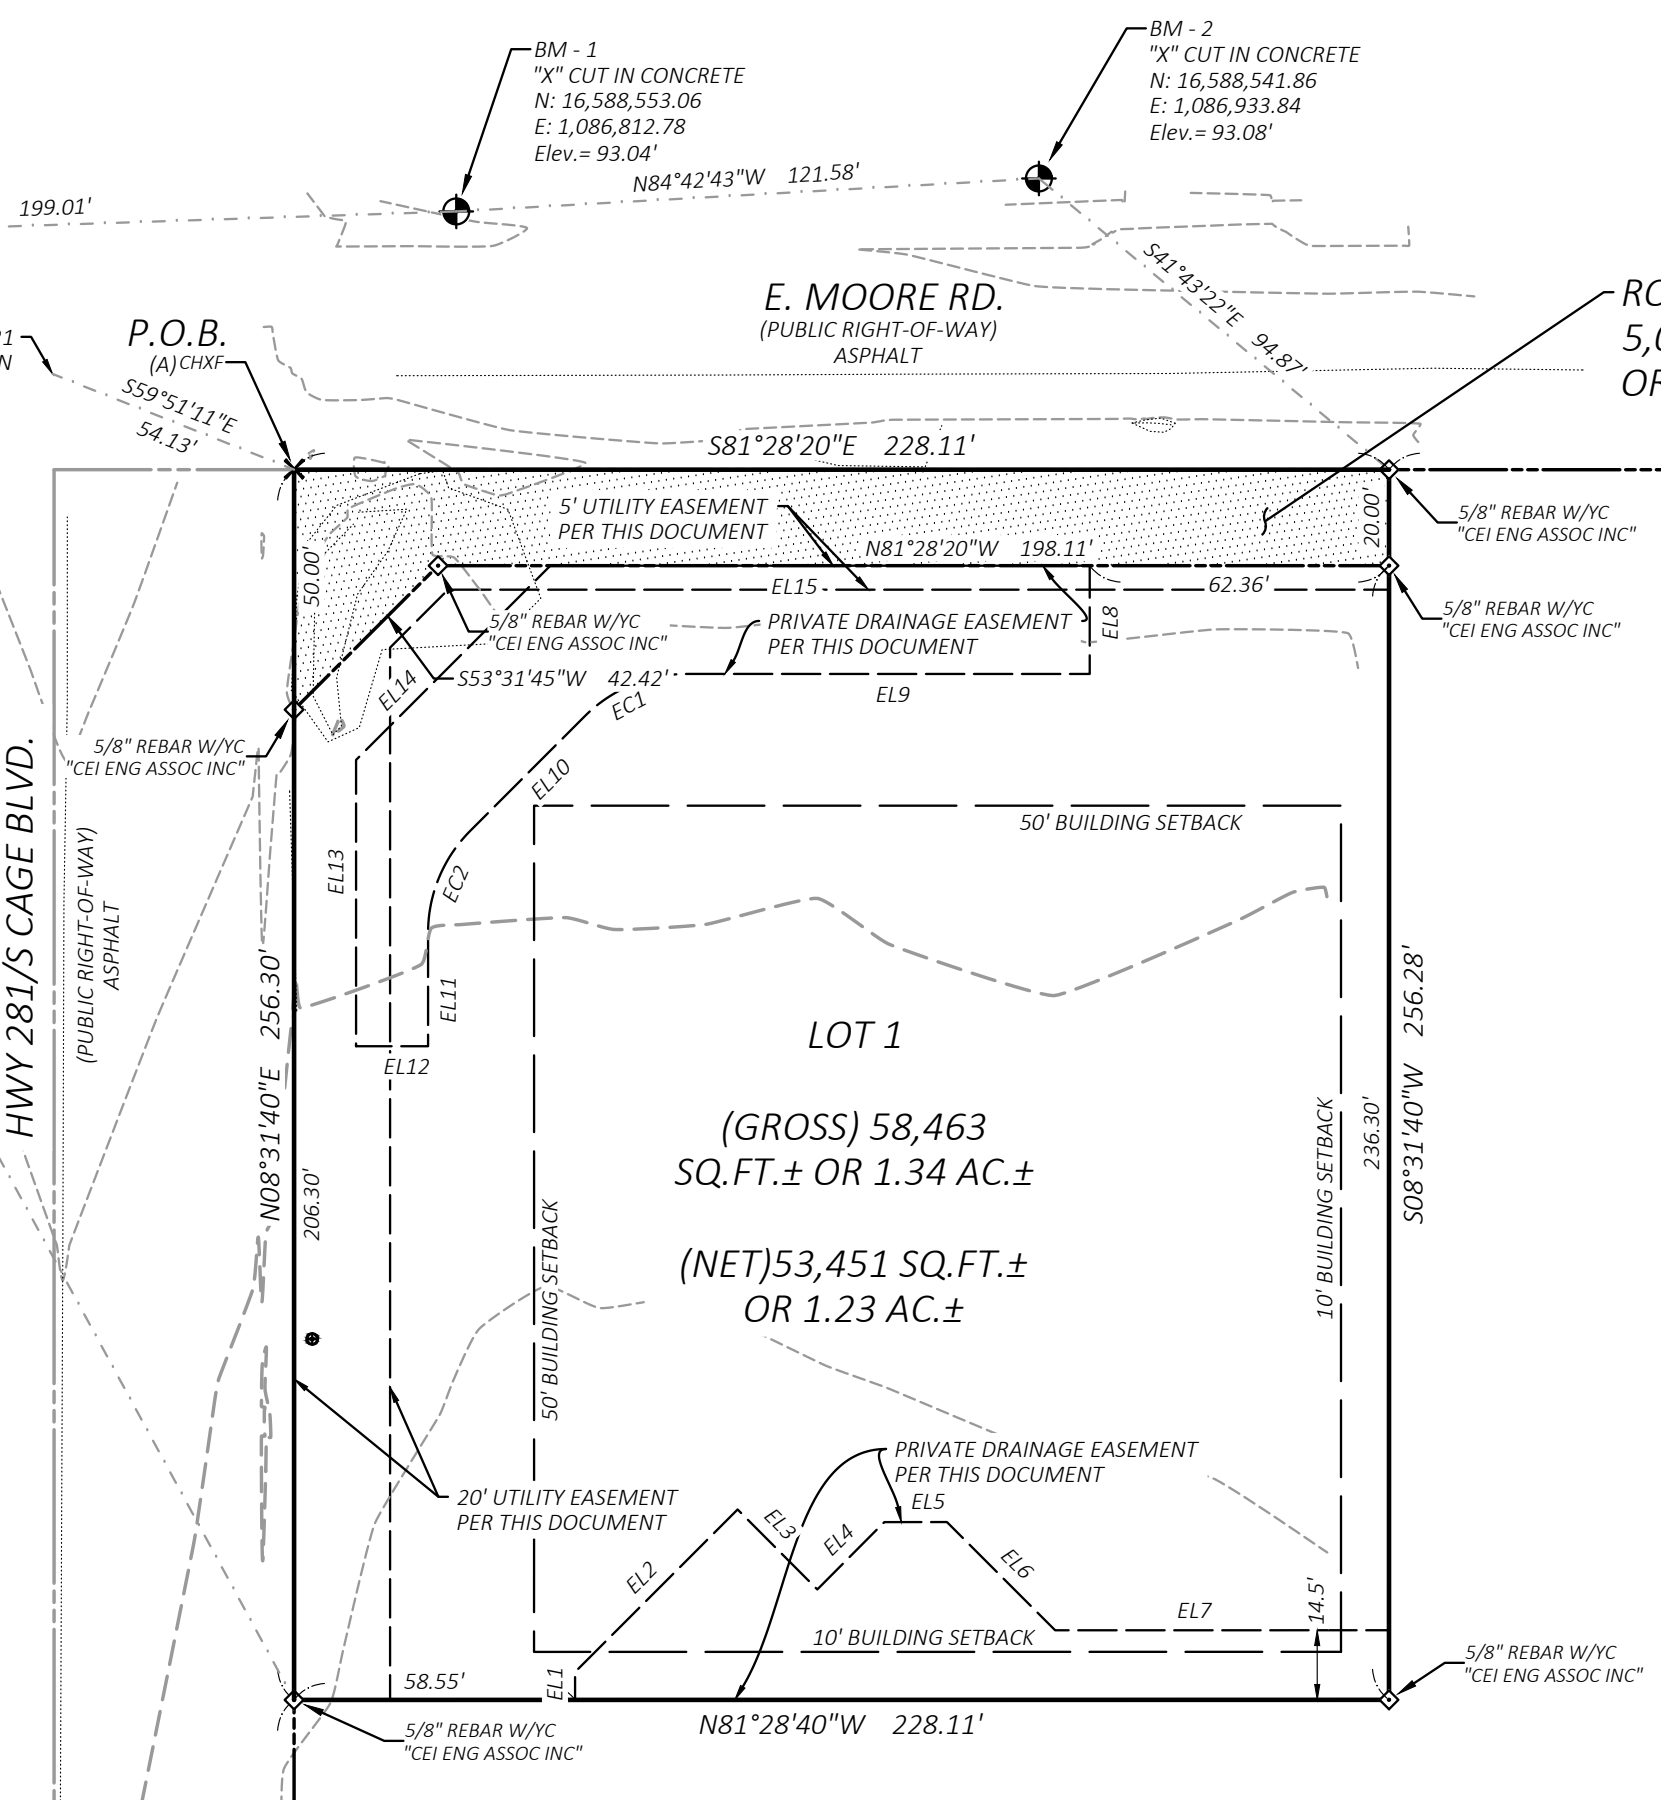 BM - 1
"X" CUT IN CONCRETE
N: 16,588,553.06
E: 1,086,812.78
Elev.= 93.04'
BM - 2
"X" CUT IN CONCRETE
N: 16,588,541.86
E: 1,086,933.84
Elev.= 93.08'
199.01'
N84°42'43"W 121.58'
S41°43'22"E 94.87'
E. MOORE RD.
(PUBLIC RIGHT-OF-WAY)
ASPHALT
P.O.B.
(A) CHXF
S59°51'11"E
54.13'
S81°28'20"E 228.11'
5' UTILITY EASEMENT
PER THIS DOCUMENT
N81°28'20"W 198.11'
20.00'
5/8" REBAR W/YC
"CEI ENG ASSOC INC"
50.00'
EL15
62.36'
EL8
5/8" REBAR W/YC
"CEI ENG ASSOC INC"
5/8" REBAR W/YC
"CEI ENG ASSOC INC"
PRIVATE DRAINAGE EASEMENT
PER THIS DOCUMENT
S53°31'45"W 42.42'
EL14
EC1
EL9
5/8" REBAR W/YC
"CEI ENG ASSOC INC"
EL10
50' BUILDING SETBACK
HWY 281/S CAGE BLVD.
(PUBLIC RIGHT-OF-WAY)
ASPHALT
EL13
EC2
EL11
EL12
N08°31'40"E 256.30'
206.30'
LOT 1
(GROSS) 58,463
SQ.FT.± OR 1.34 AC.±
(NET)53,451 SQ.FT.±
OR 1.23 AC.±
50' BUILDING SETBACK
10' BUILDING SETBACK
236.30'
S08°31'40"W 256.28'
20' UTILITY EASEMENT
PER THIS DOCUMENT
PRIVATE DRAINAGE EASEMENT
PER THIS DOCUMENT
EL5
EL3
EL4
EL2
EL6
EL7
14.5'
10' BUILDING SETBACK
58.55'
EL1
5/8" REBAR W/YC
"CEI ENG ASSOC INC"
N81°28'40"W 228.11'
5/8" REBAR W/YC
"CEI ENG ASSOC INC"